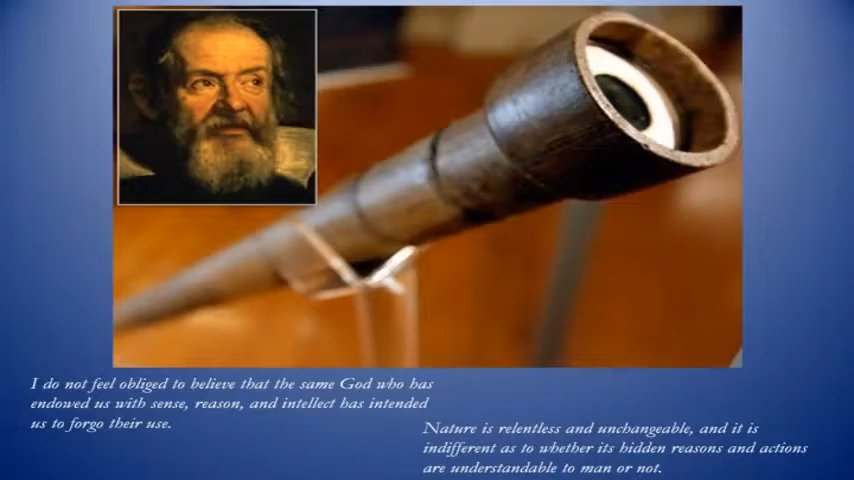 I do not feel obliged to believe that the same God who has
endowed us with sense, reason, and intellect has intended
us to forgo their use.
Nature is relentless and unchangeable, and it is
indifferent as to whether its hidden reasons and actions
are understandable to man or not.